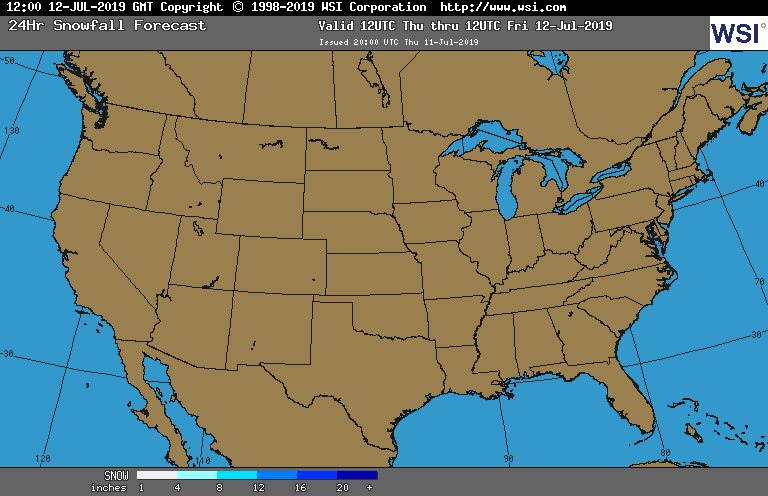 12:00 12-JUL-2019 GMT Copyright © 1998-2019 WSI Corporation http://www.wsi.com
24Hr Snowfall Forecast Valid 12UTC Thu thru 12UTC Fri 12-Jul-2019
Issued 20:00 UTC Thu 11-Jul-2019
WSI
50
130
40
40
70
30
30
120
110
90
80
SNOW
inches 1 4 8 12 16 20 +